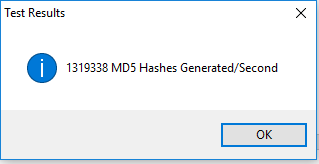 Test Results
1319338 MD5 Hashes Generated/Second
OK